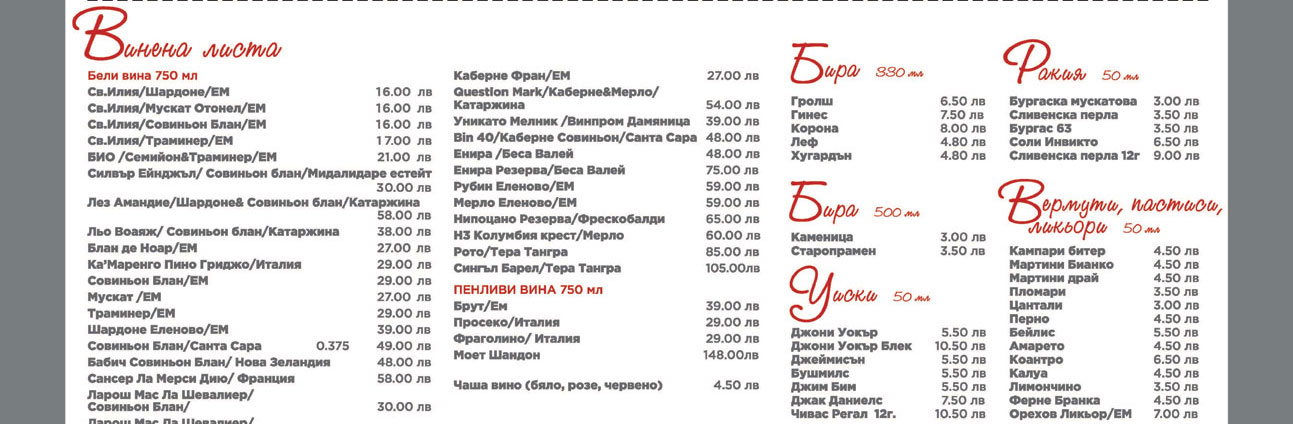 Винена листа
Бели вина 750 мл
Св.Илия/Шардоне/ЕМ 16.00 лв
Св.Илия/Мускат Отонел/ЕМ 16.00 лв
Св.Илия/Совиньон Блан/ЕМ 16.00 лв
Св.Илия/Траминер/ЕМ 17.00 лв
БИО /Семийон&Траминер/ЕМ 21.00 лв
Силвър Ейнджъл/ Совиньон блан/Мидалидаре естейт
30.00 лв
Лез Амандие/Шардоне& Совиньон блан/Катаржина
58.00 лв
Льо Воаяж/ Совиньон блан/Катаржина 38.00 лв
Блан де Ноар/ЕМ 27.00 лв
Ка’Маренго Пино Гриджо/Италия 29.00 лв
Совиньон Блан/ЕМ 29.00 лв
Мускат /ЕМ 27.00 лв
Траминер/ЕМ 29.00 лв
Шардоне Еленово/ЕМ 39.00 лв
Совиньон Блан/Санта Сара 0.375 49.00 лв
Бабич Совиньон Блан/ Нова Зеландия 48.00 лв
Сансер Ла Мерси Дию/ Франция 58.00 лв
Ларош Мас Ла Шевалиер/
Совиньон Блан/ 30.00 лв
Ларош Мас Ла Шевалиер/
Каберне Фран/ЕМ 27.00 лв
Question Mark/Каберне&Мерло/
Катаржина 54.00 лв
Уникато Мелник /Винпром Дамяница 39.00 лв
Bin 40/Каберне Совиньон/Санта Сара 48.00 лв
Енира /Беса Валей 48.00 лв
Енира Резерва/Беса Валей 75.00 лв
Рубин Еленово/ЕМ 59.00 лв
Мерло Еленово/ЕМ 59.00 лв
Нипоцано Резерва/Фрескобалди 65.00 лв
Н3 Колумбия крест/Мерло 60.00 лв
Рото/Тера Тангра 85.00 лв
Сингъл Барел/Тера Тангра 105.00лв
ПЕНЛИВИ ВИНА 750 мл
Брут/Ем 39.00 лв
Просеко/Италия 29.00 лв
Фраголино/ Италия 29.00 лв
Моет Шандон 148.00лв
Чаша вино (бяло, розе, червено) 4.50 лв
Бира 330 мл
Гролш 6.50 лв
Гинес 7.50 лв
Корона 8.00 лв
Леф 4.80 лв
Хугардън 4.80 лв
Бира 500 мл
Каменица 3.00 лв
Старопрамен 3.50 лв
Уиски 50 мл
Джони Уокър 5.50 лв
Джони Уокър Блек 10.50 лв
Джеймисън 5.50 лв
Бушмилс 5.50 лв
Джим Бим 5.50 лв
Джак Даниелс 7.50 лв
Чивас Регал 12г. 10.50 лв
Ракия 50 мл
Бургаска мускатова 3.00 лв
Сливенска перла 3.50 лв
Бургас 63 3.50 лв
Соли Инвикто 6.50 лв
Сливенска перла 12г 9.00 лв
Вермути, пастиси,
ликьори 50 мл
Кампари битер 4.50 лв
Мартини Бианко 4.50 лв
Мартини драй 4.50 лв
Пломари 3.50 лв
Цантали 3.00 лв
Перно 4.50 лв
Бейлис 5.50 лв
Амарето 4.50 лв
Коантро 6.50 лв
Калуа 4.50 лв
Лимончино 3.50 лв
Ферне Бранка 4.50 лв
Орехов Ликьор/ЕМ 7.00 лв